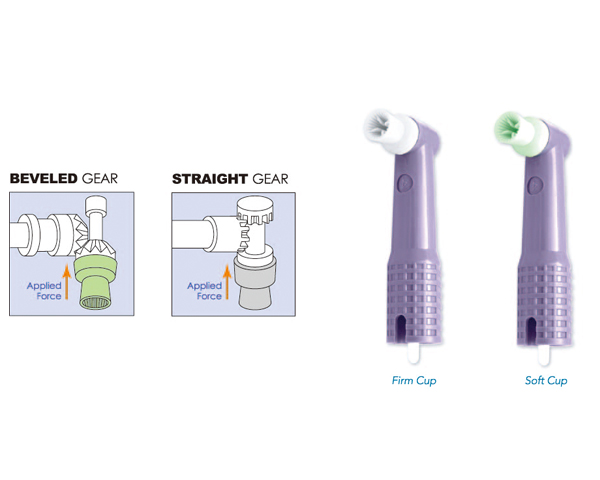 BEVELED GEAR
Applied
Force
STRAIGHT GEAR
Applied
Force
Firm Cup
Soft Cup